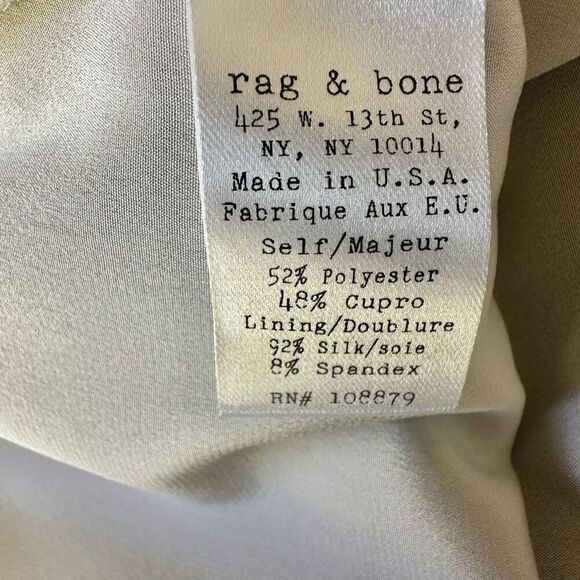 rag & bone
425 W. 13th St,
NY, NY 10014
Made in U.S.A.
Fabrique Aux E.U.
Self/Majeur
52% Polyester
48% Cupro
Lining/Doublure
92% Silk/soie
8% Spandex
RN# 108879